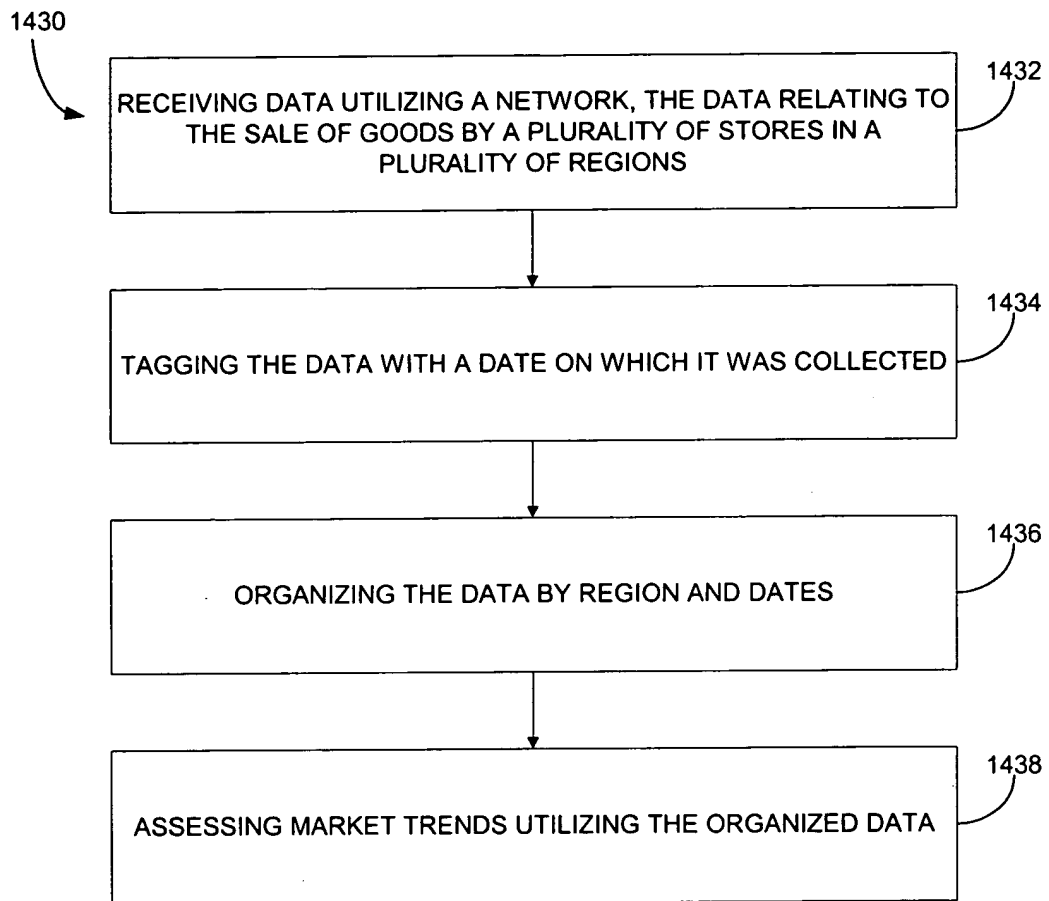 1430
1432
RECEIVING DATA UTILIZING A NETWORK, THE DATA RELATING TO
THE SALE OF GOODS BY A PLURALITY OF STORES IN A
PLURALITY OF REGIONS
1434
TAGGING THE DATA WITH A DATE ON WHICH IT WAS COLLECTED
1436
ORGANIZING THE DATA BY REGION AND DATES
1438
ASSESSING MARKET TRENDS UTILIZING THE ORGANIZED DATA